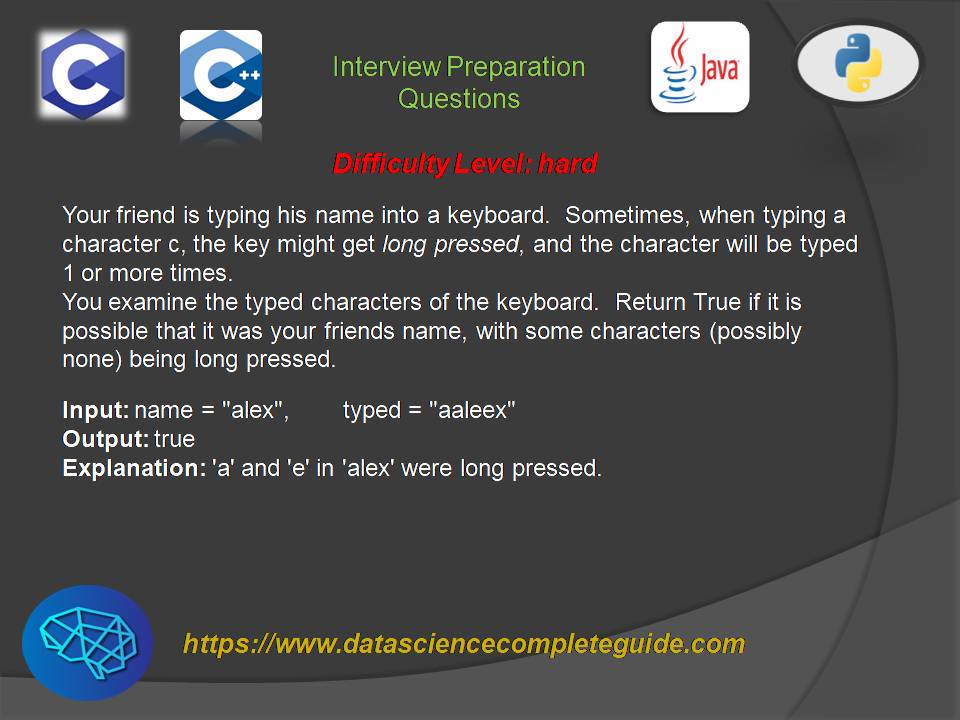 Interview Preparation
Questions
C
C++
Java
Difficulty Level: hard
Your friend is typing his name into a keyboard.  Sometimes, when typing a
character c, the key might get long pressed, and the character will be typed
1 or more times.
You examine the typed characters of the keyboard.  Return True if it is
possible that it was your friends name, with some characters (possibly
none) being long pressed.
Input: name = "alex",        typed = "aaleex"
Output: true
Explanation: 'a' and 'e' in 'alex' were long pressed.
https://www.datasciencecompleteguide.com